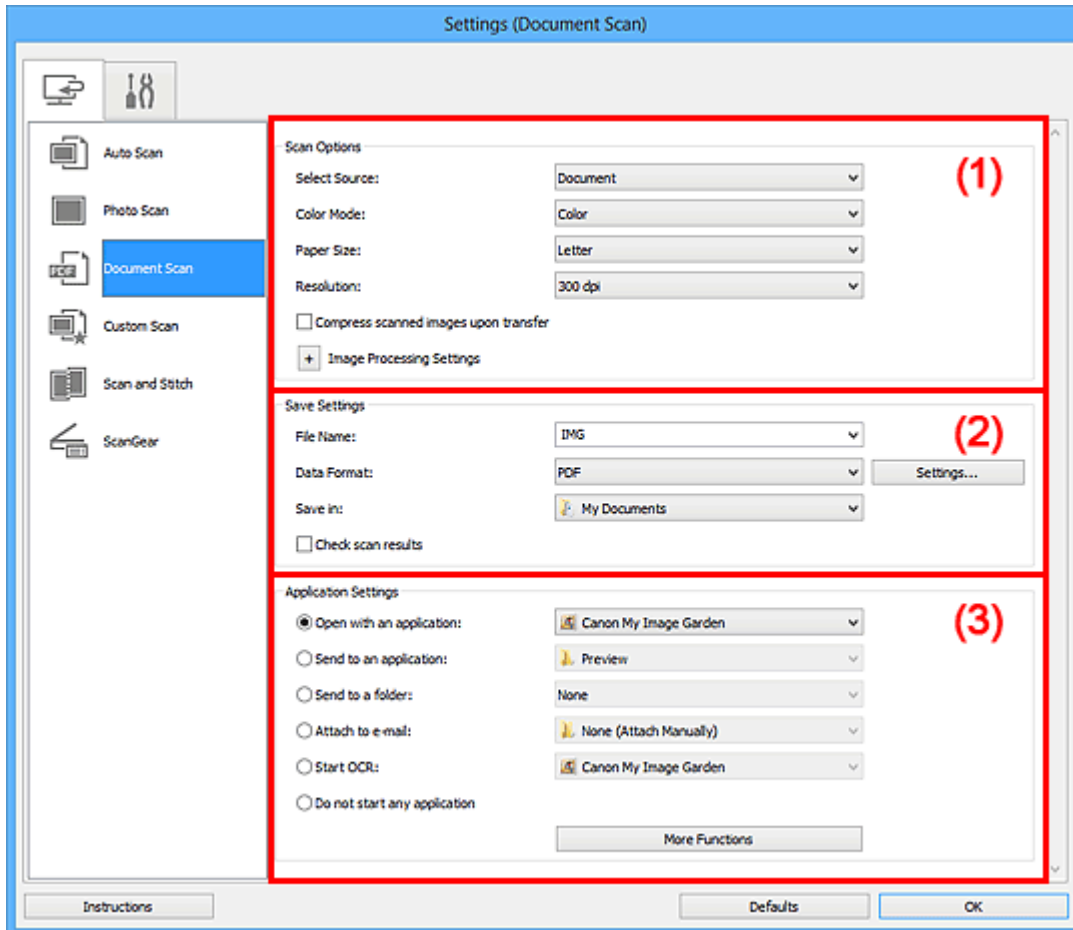 Settings (Document Scan)
Auto Scan
Photo Scan
PDF
Document Scan
Custom Scan
Scan and Stitch
ScanGear
(1)
Scan Options
Select Source: Document
Color Mode: Color
Paper Size: Letter
Resolution: 300 dpi
Compress scanned images upon transfer
+ Image Processing Settings
(2)
Save Settings
File Name: IMG
Data Format: PDF Settings...
Save in: My Documents
Check scan results
(3)
Application Settings
Open with an application: Canon My Image Garden
Send to an application: Preview
Send to a folder: None
Attach to e-mail: None (Attach Manually)
Start OCR: Canon My Image Garden
Do not start any application
More Functions
Instructions Defaults OK